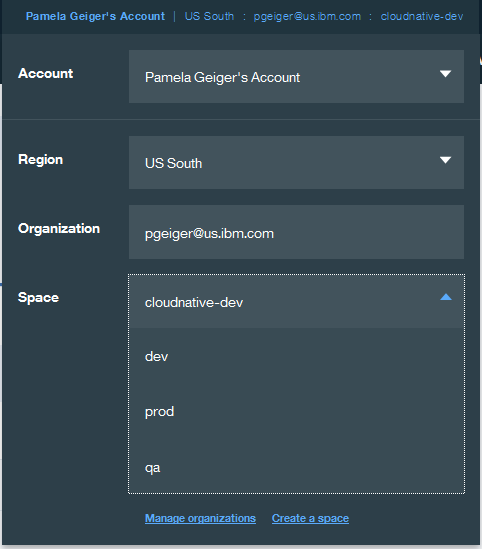 Pamela Geiger's Account | US South : pgeiger@us.ibm.com : cloudnative-dev
Account Pamela Geiger's Account
Region US South
Organization pgeiger@us.ibm.com
Space cloudnative-dev
dev
prod
qa
Manage organizations Create a space